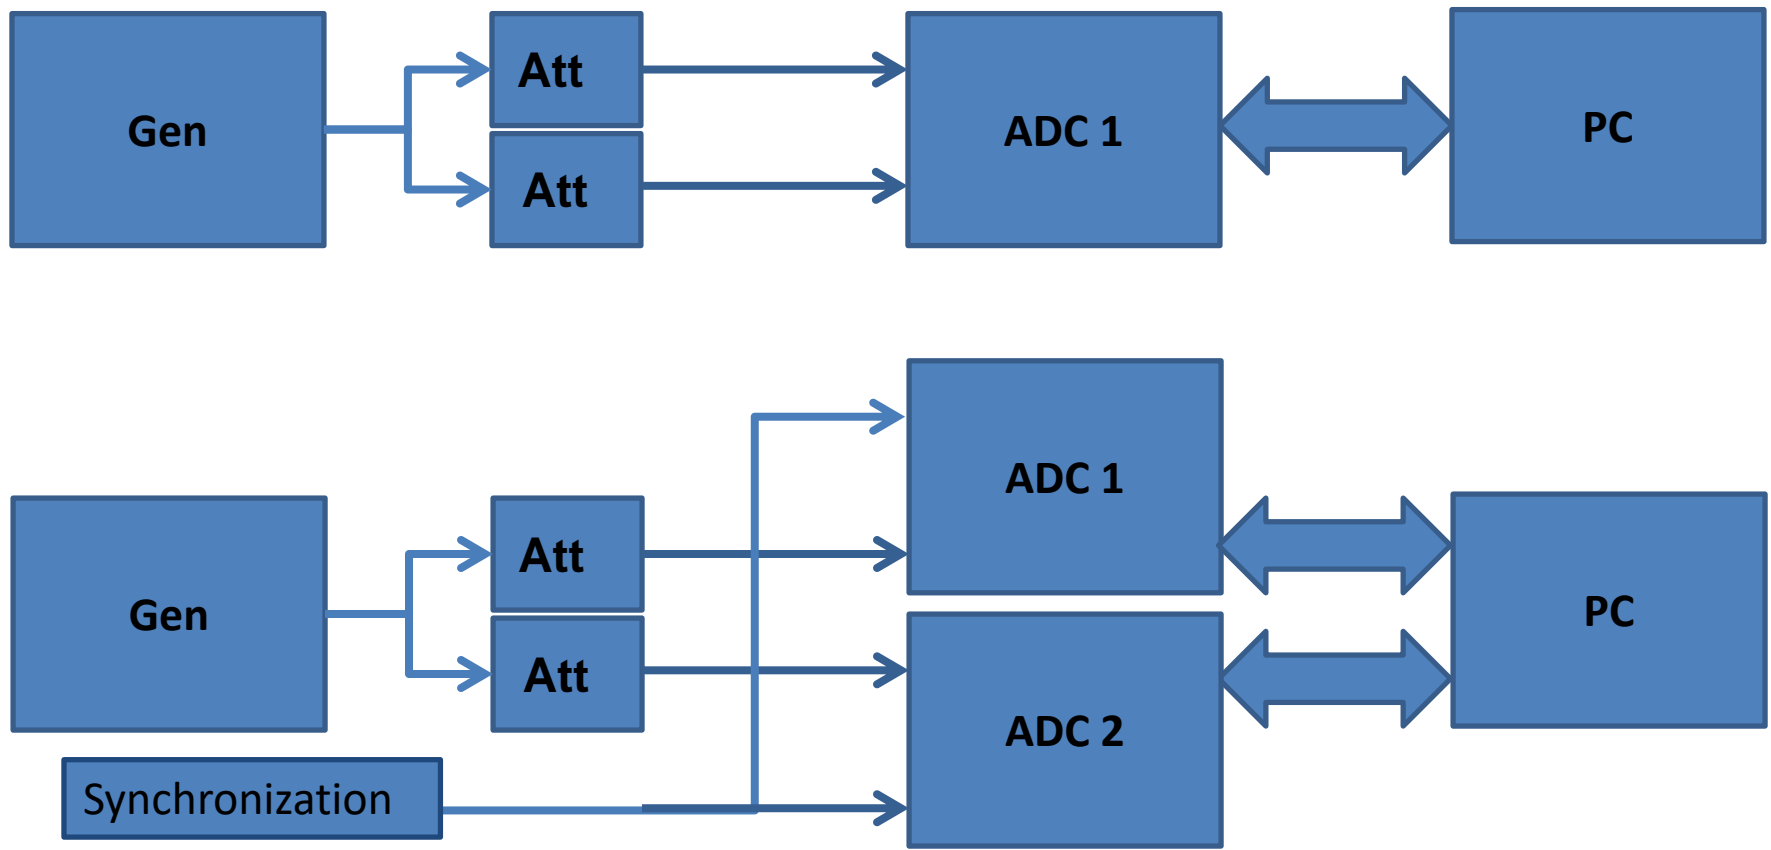 Gen
Att
Att
ADC 1
PC
Gen
Att
Att
ADC 1
ADC 2
PC
Synchronization